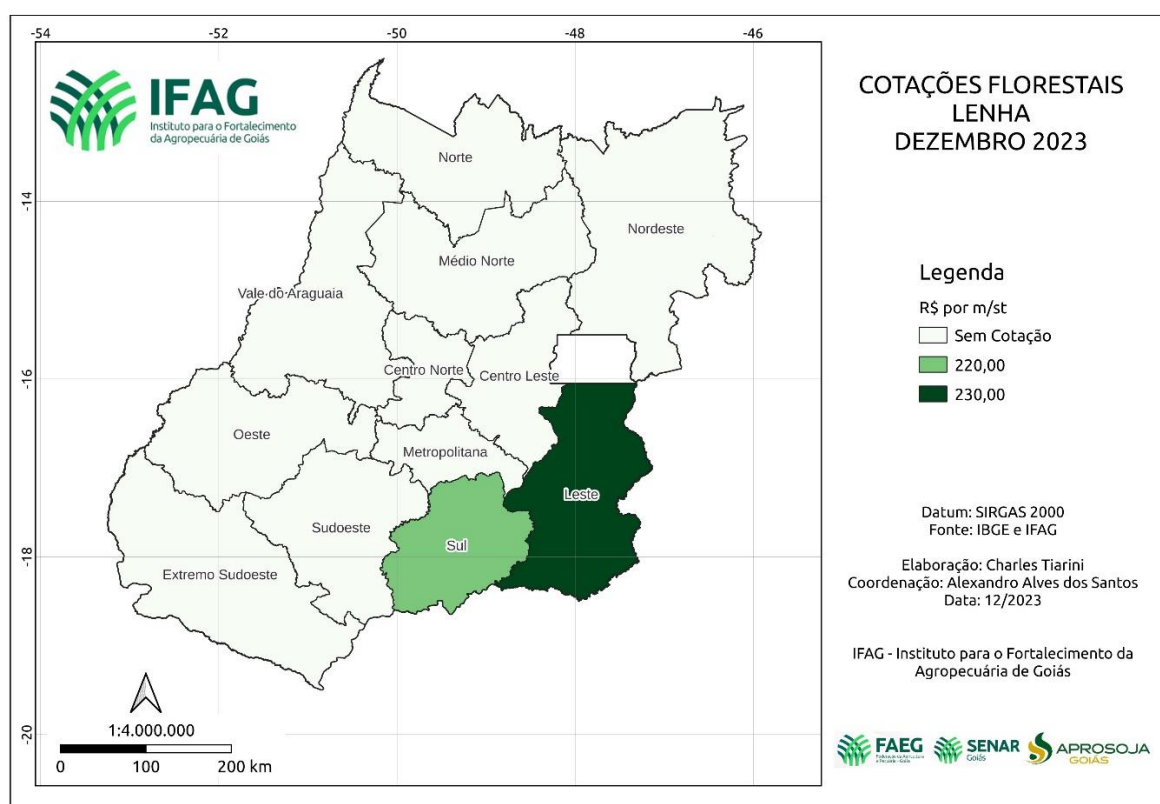 -54
-52
-50
-48
-46
-14
-16
-18
-20
IFAG
Instituto para o Fortalecimento
da Agropecuária de Goiás
Norte
Nordeste
Médio Norte
Vale do Araguaia
Centro Norte
Centro Leste
Oeste
Metropolitana
Leste
Sudoeste
Sul
Extremo Sudoeste
1:4.000.000
0 100 200 km
COTAÇÕES FLORESTAIS
LENHA
DEZEMBRO 2023
Legenda
R$ por m/st
Sem Cotação
220,00
230,00
Datum: SIRGAS 2000
Fonte: IBGE e IFAG
Elaboração: Charles Tiarini
Coordenação: Alexandro Alves dos Santos
Data: 12/2023
IFAG - Instituto para o Fortalecimento da
Agropecuária de Goiás
FAEG
SENAR
Goiás
APROSOJA
GOIÁS